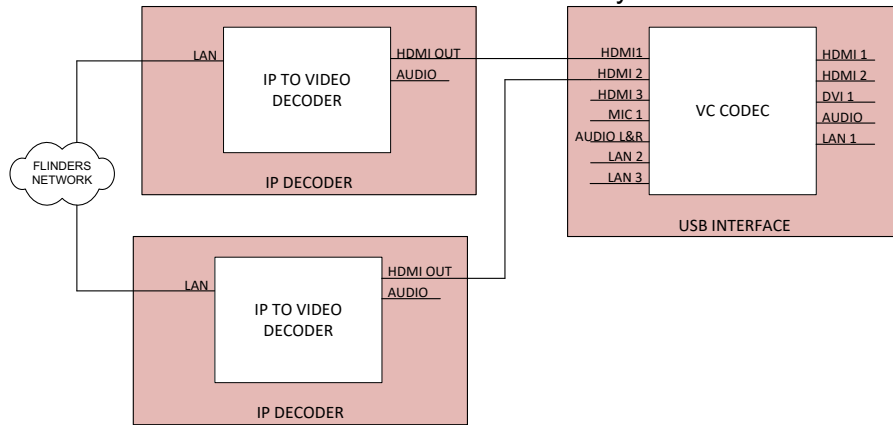 LAN
HDMI OUT
AUDIO
IP TO VIDEO
DECODER
IP DECODER
FLINDERS
NETWORK
LAN
HDMI OUT
AUDIO
IP TO VIDEO
DECODER
IP DECODER
HDMI1
HDMI 2
HDMI 3
MIC 1
AUDIO L&R
LAN 2
LAN 3
VC CODEC
HDMI 1
HDMI 2
DVI 1
AUDIO
LAN 1
USB INTERFACE